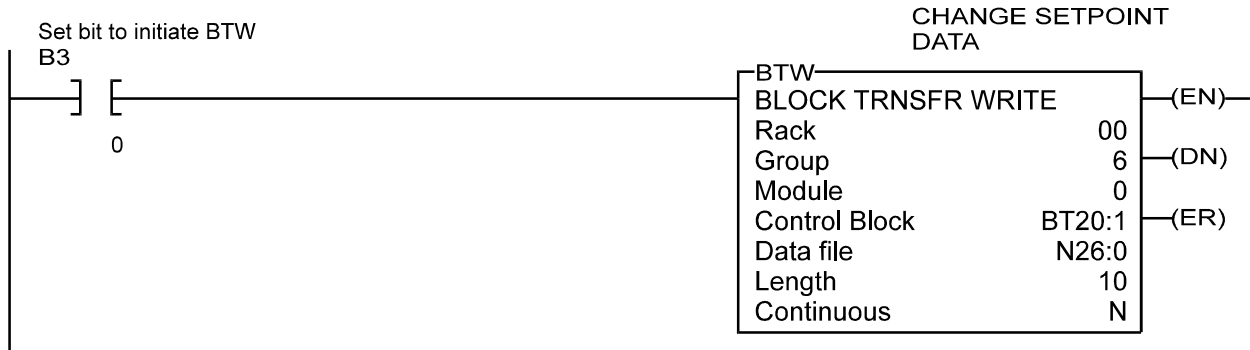 CHANGE SETPOINT
DATA
Set bit to initiate BTW
B3
0
BTW
BLOCK TRNSFR WRITE
Rack 00
Group 6
Module 0
Control Block BT20:1
Data file N26:0
Length 10
Continuous N
(EN)
(DN)
(ER)